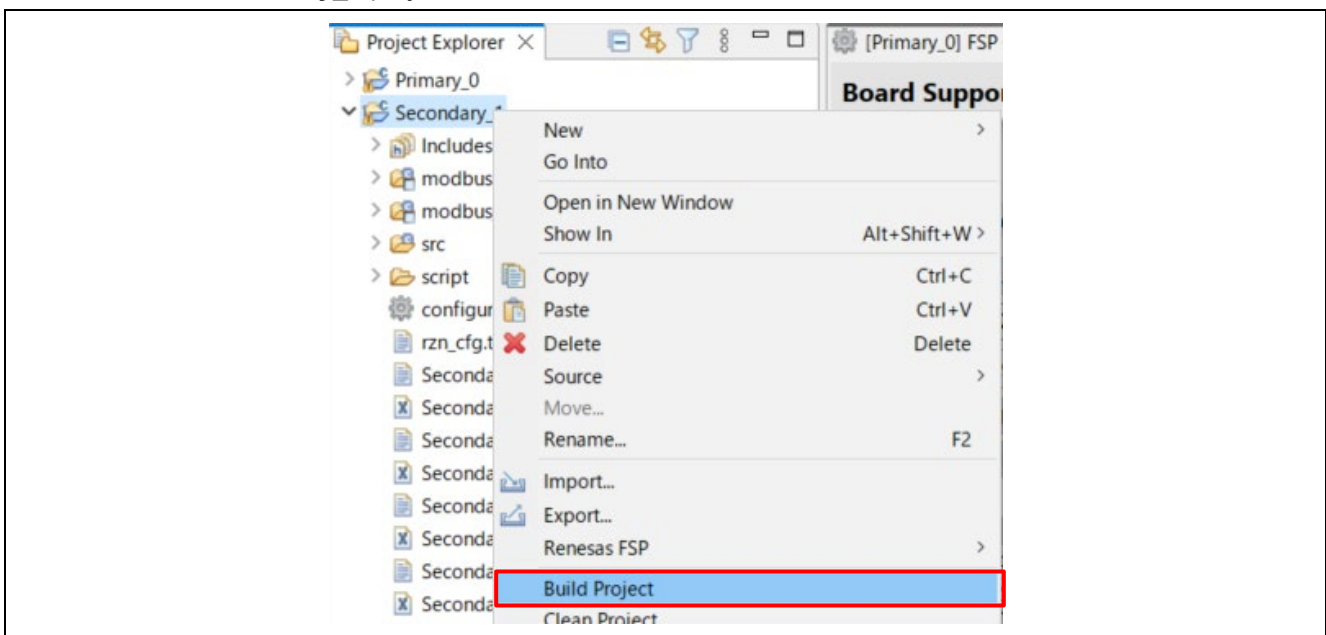 Project Explorer
[Primary_0] FSP
Primary_0
Board Suppo
Secondary_
New
Includes
Go Into
modbus
Open in New Window
modbus
Show In Alt+Shift+W
src
script
Copy Ctrl+C
configur
Paste Ctrl+V
rzn_cfg.t
Delete Delete
Seconda
Source
Seconda
Move...
Seconda
Rename... F2
Seconda
Import...
Seconda
Export...
Seconda
Renesas FSP
Seconda
Build Project
Seconda
Clean Project